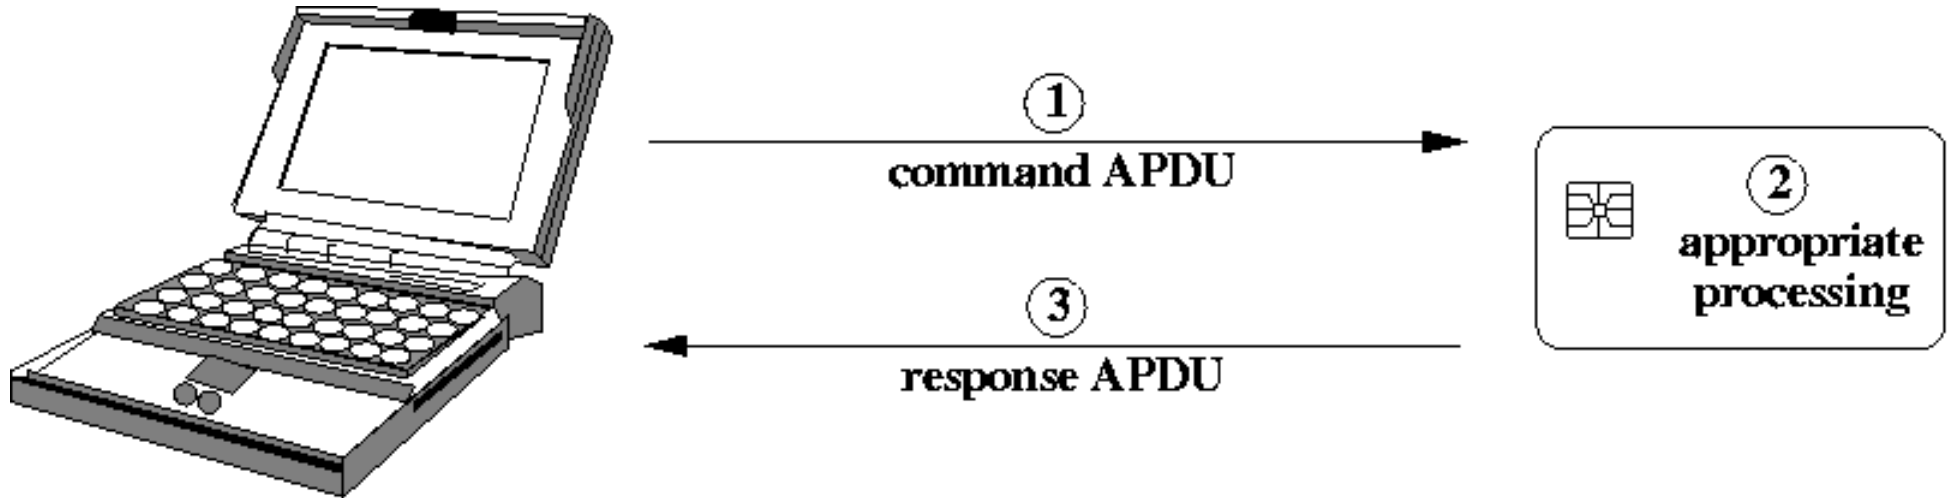 1
command APDU
2
appropriate
processing
3
response APDU